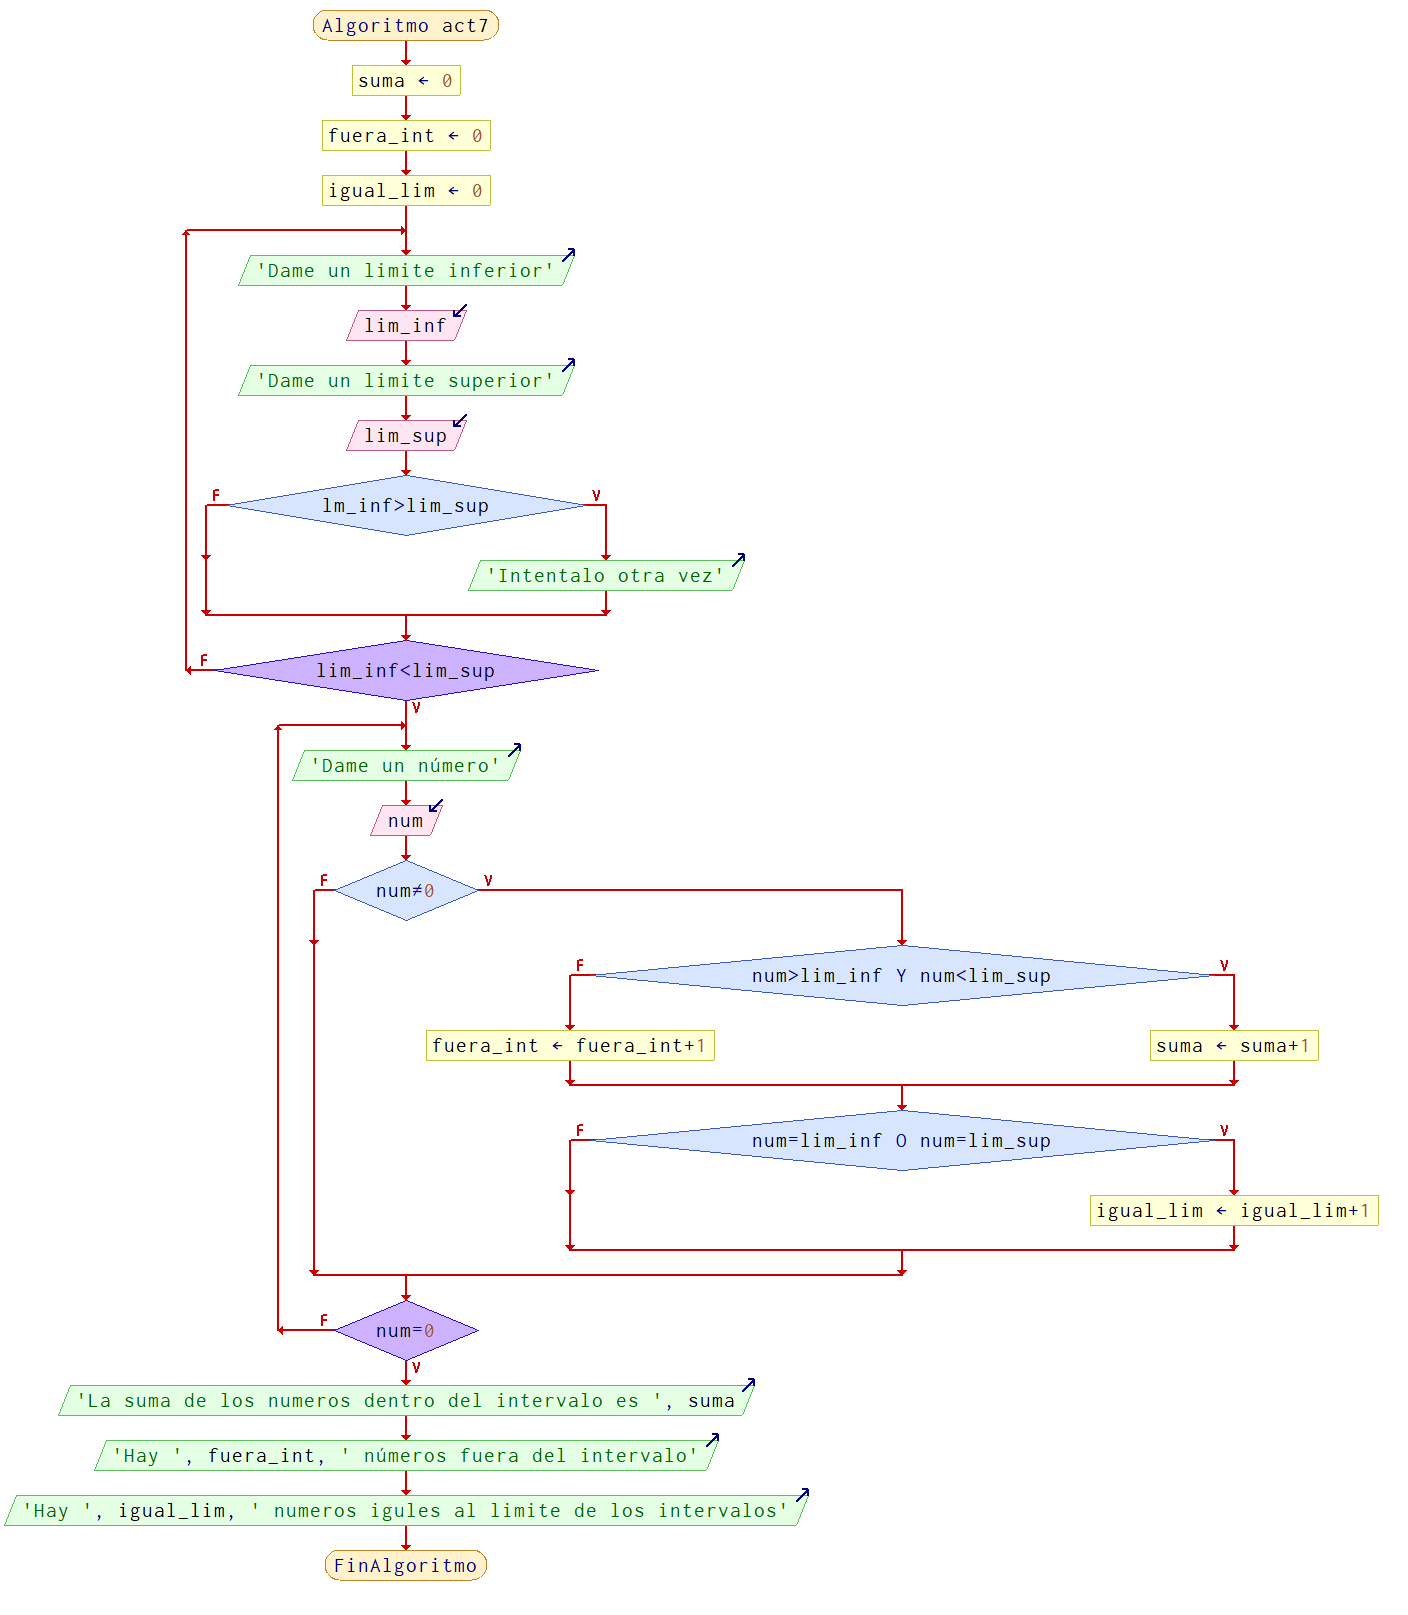 Algoritmo act7
suma ← 0
fuera_int ← 0
igual_lim ← 0
'Dame un limite inferior'
lim_inf
'Dame un limite superior'
lim_sup
F
V
lm_inf>lim_sup
'Intentalo otra vez'
F
lim_inf<lim_sup
V
'Dame un número'
num
F
V
num≠0
F
V
num>lim_inf Y num<lim_sup
fuera_int ← fuera_int+1
suma ← suma+1
F
V
num=lim_inf O num=lim_sup
igual_lim ← igual_lim+1
F
num=0
V
'La suma de los numeros dentro del intervalo es ', suma
'Hay ', fuera_int, ' números fuera del intervalo'
'Hay ', igual_lim, ' numeros igules al limite de los intervalos'
FinAlgoritmo